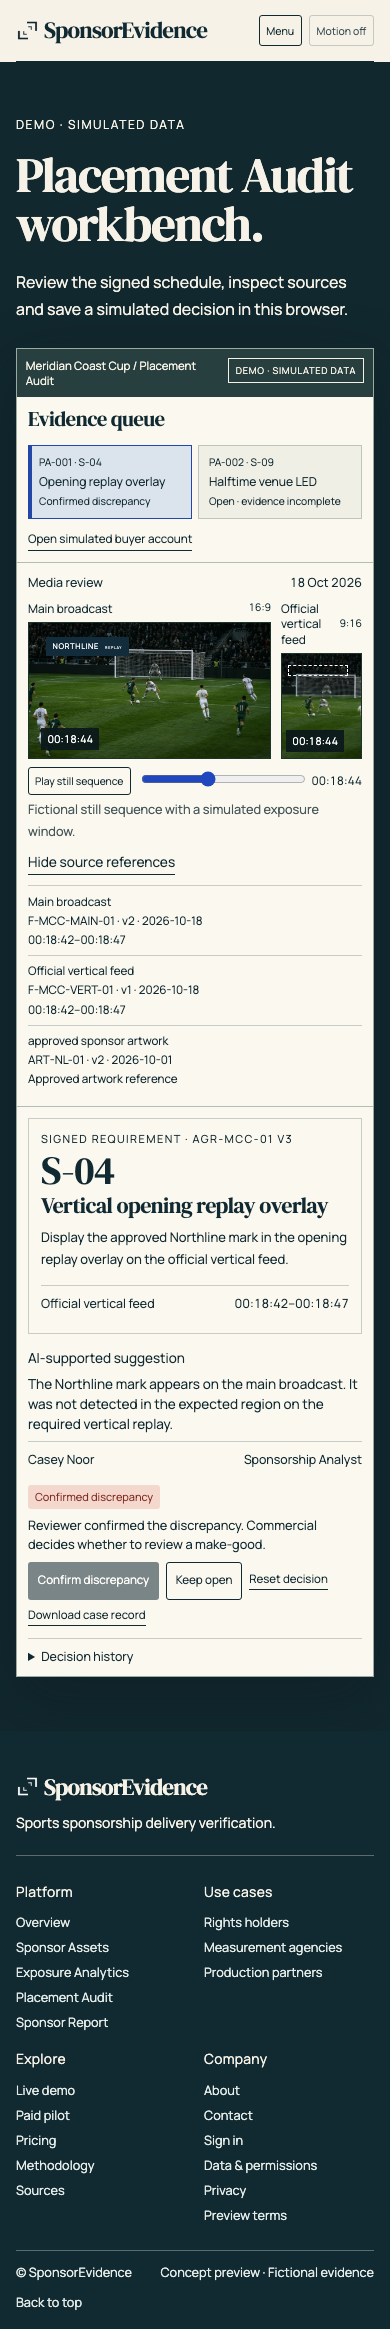 SponsorEvidence
Menu
Motion off
DEMO · SIMULATED DATA
Placement Audit
workbench.
Review the signed schedule, inspect sources
and save a simulated decision in this browser.
Meridian Coast Cup / Placement
Audit
DEMO · SIMULATED DATA
Evidence queue
PA-001 · S-04
Opening replay overlay
Confirmed discrepancy
PA-002 · S-09
Halftime venue LED
Open · evidence incomplete
Open simulated buyer account
Media review
18 Oct 2026
Main broadcast
16:9
Official
vertical
feed
9:16
NORTHLINE REPLAY
00:18:44
00:18:44
Play still sequence
00:18:44
Fictional still sequence with a simulated exposure
window.
Hide source references
Main broadcast
F-MCC-MAIN-01 · v2 · 2026-10-18
00:18:42–00:18:47
Official vertical feed
F-MCC-VERT-01 · v1 · 2026-10-18
00:18:42–00:18:47
approved sponsor artwork
ART-NL-01 · v2 · 2026-10-01
Approved artwork reference
SIGNED REQUIREMENT · AGR-MCC-01 V3
S-04
Vertical opening replay overlay
Display the approved Northline mark in the opening
replay overlay on the official vertical feed.
Official vertical feed
00:18:42–00:18:47
AI-supported suggestion
The Northline mark appears on the main broadcast. It
was not detected in the expected region on the
required vertical replay.
Casey Noor
Sponsorship Analyst
Confirmed discrepancy
Reviewer confirmed the discrepancy. Commercial
decides whether to review a make-good.
Confirm discrepancy
Keep open
Reset decision
Download case record
Decision history
SponsorEvidence
Sports sponsorship delivery verification.
Platform
Overview
Sponsor Assets
Exposure Analytics
Placement Audit
Sponsor Report
Use cases
Rights holders
Measurement agencies
Production partners
Explore
Live demo
Paid pilot
Pricing
Methodology
Sources
Company
About
Contact
Sign in
Data & permissions
Privacy
Preview terms
© SponsorEvidence
Concept preview · Fictional evidence
Back to top